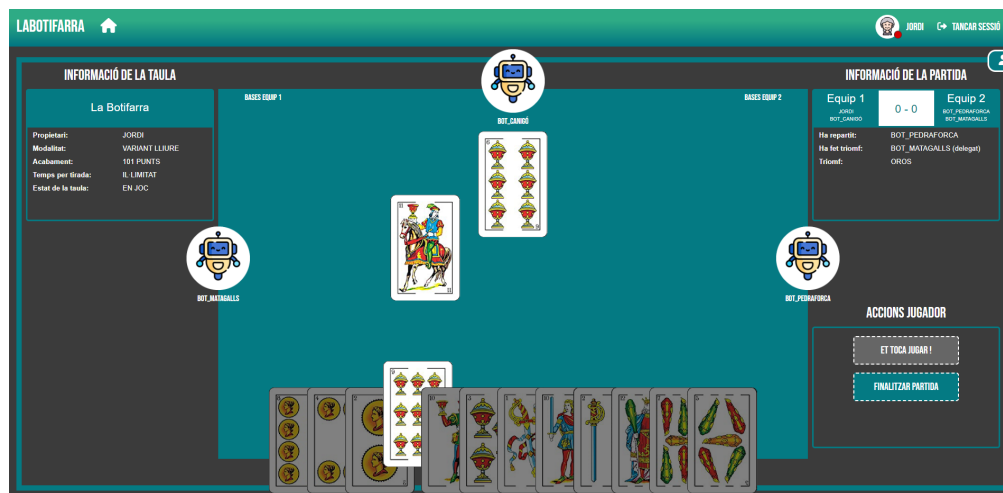 LABOTIFARRA
JORDI
TANCAR SESSIÓ
INFORMACIÓ DE LA TAULA
La Botifarra
Propietari: JORDI
Modalitat: VARIANT LLIURE
Acabament: 101 PUNTS
Temps per tirada: IL·LIMITAT
Estat de la taula: EN JOC
BASES EQUIP 1
BOT_CANIGÓ
BASES EQUIP 2
BOT_MATAGALLS
BOT_PEDRAFORCA
INFORMACIÓ DE LA PARTIDA
Equip 1
JORDI
BOT_CANIGÓ
0 - 0
Equip 2
BOT_PEDRAFORCA
BOT_MATAGALLS
Ha repartit: BOT_PEDRAFORCA
Ha fet triomf: BOT_MATAGALLS (delegat)
Triomf: OROS
ACCIONS JUGADOR
ET TOCA JUGAR !
FINALITZAR PARTIDA